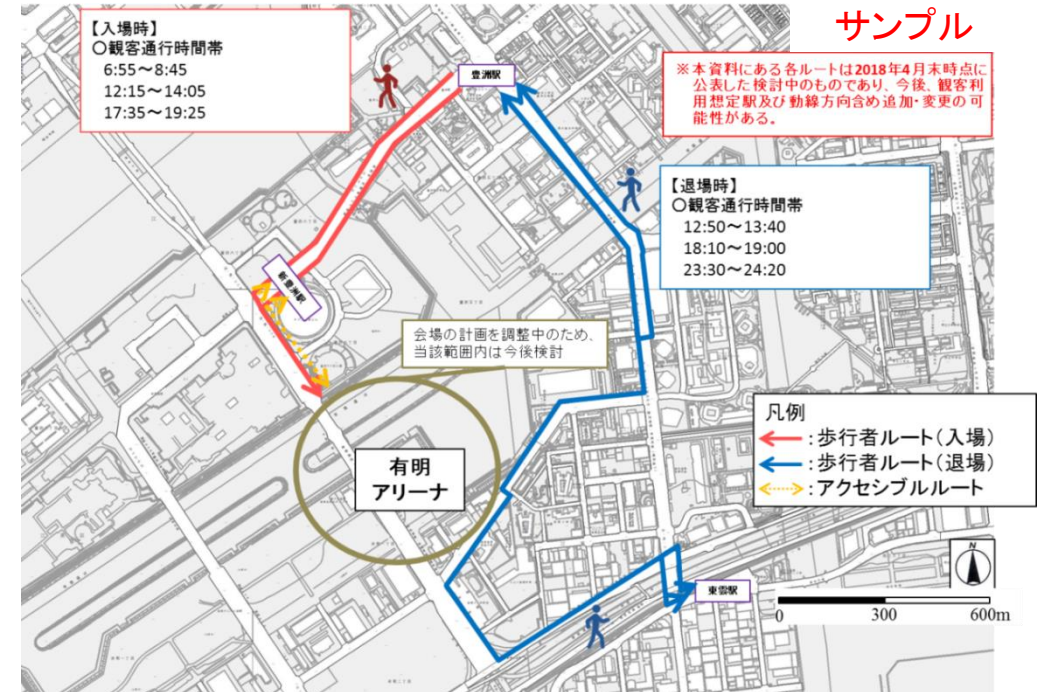 サンプル
【入場時】
〇観客通行時間帯
6:55～8:45
12:15～14:05
17:35～19:25
豊洲駅
※本資料にある各ルートは2018年4月末時点に
公表した検討中のものであり、今後、観客利
用想定駅及び動線方向含め追加・変更の可
能性がある。
【退場時】
〇観客通行時間帯
12:50～13:40
18:10～19:00
23:30～24:20
新豊洲駅
会場の計画を調整中のため、
当該範囲内は今後検討
凡例
:歩行者ルート(入場)
:歩行者ルート(退場)
:アクセシブルルート
有明
アリーナ
N
東雲駅
0 300 600m